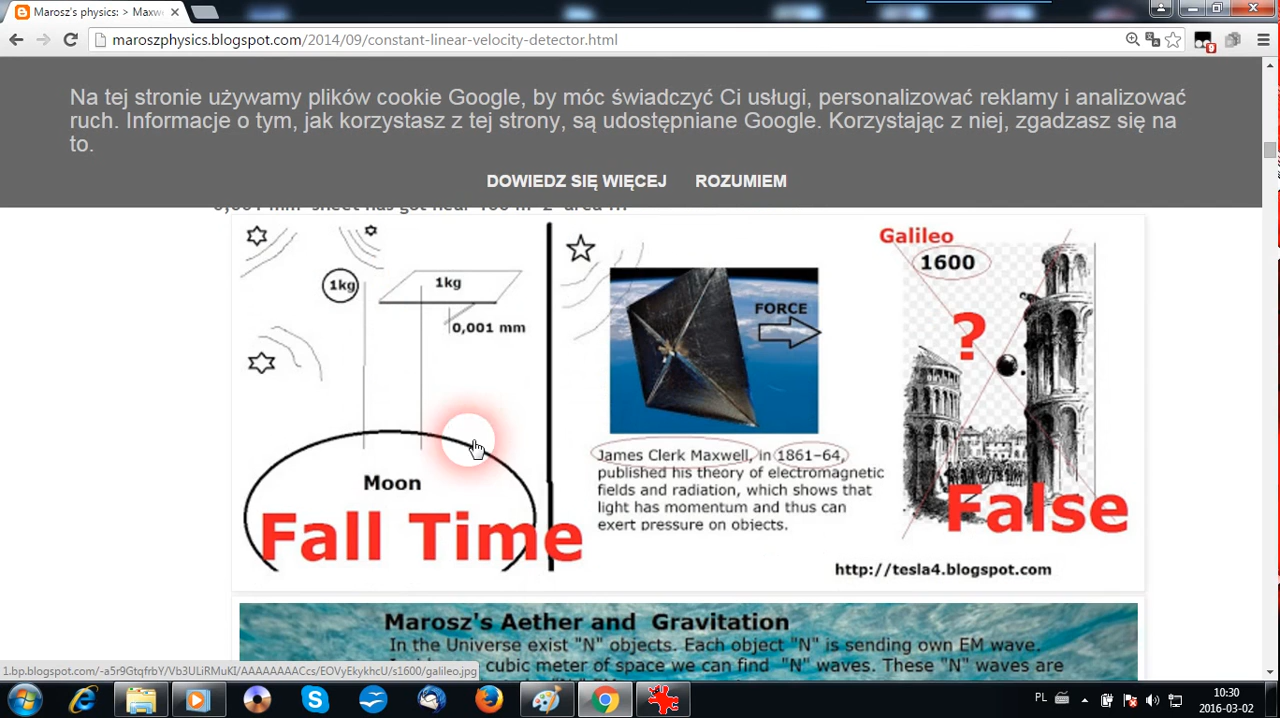 Marosz's physics: > Maxwe
maroszphysics.blogspot.com/2014/09/constant-linear-velocity-detector.html
Na tej stronie używamy plików cookie Google, by móc świadczyć Ci usługi, personalizować reklamy i analizować
ruch. Informacje o tym, jak korzystasz z tej strony, są udostępniane Google. Korzystając z niej, zgadzasz się na
to.
DOWIEDZ SIĘ WIĘCEJ ROZUMIEM
1kg
1kg
0,001 mm
Moon
Fall Time
FORCE
James Clerk Maxwell, in 1861–64,
published his theory of electromagnetic
fields and radiation, which shows that
light has momentum and thus can
exert pressure on objects.
Galileo
1600
?
False
http://tesla4.blogspot.com
Marosz's Aether and Gravitation
In the Universe exist "N" objects. Each object "N" is sending own EM wave.
cubic meter of space we can find "N" waves. These "N" waves are
1.bp.blogspot.com/-a5r9GtqfrbY/Vb3ULiRMuKI/AAAAAAAACcs/EOVyEkykhcU/s1600/galileo.jpg
PL
10:30
2016-03-02